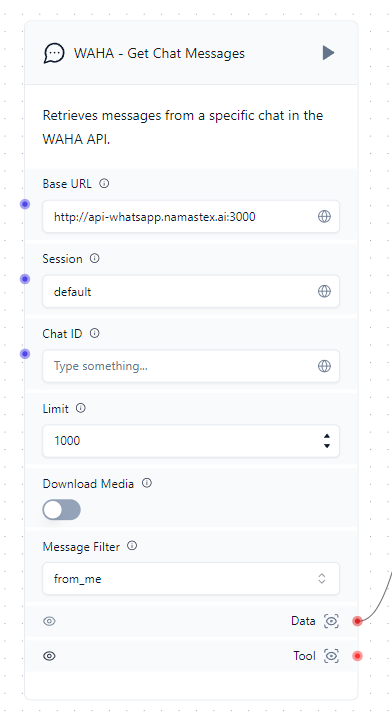 WAHA - Get Chat Messages
Retrieves messages from a specific chat in the
WAHA API.
Base URL
http://api-whatsapp.namastex.ai:3000
Session
default
Chat ID
Type something...
Limit
1000
Download Media
Message Filter
from_me
Data
Tool